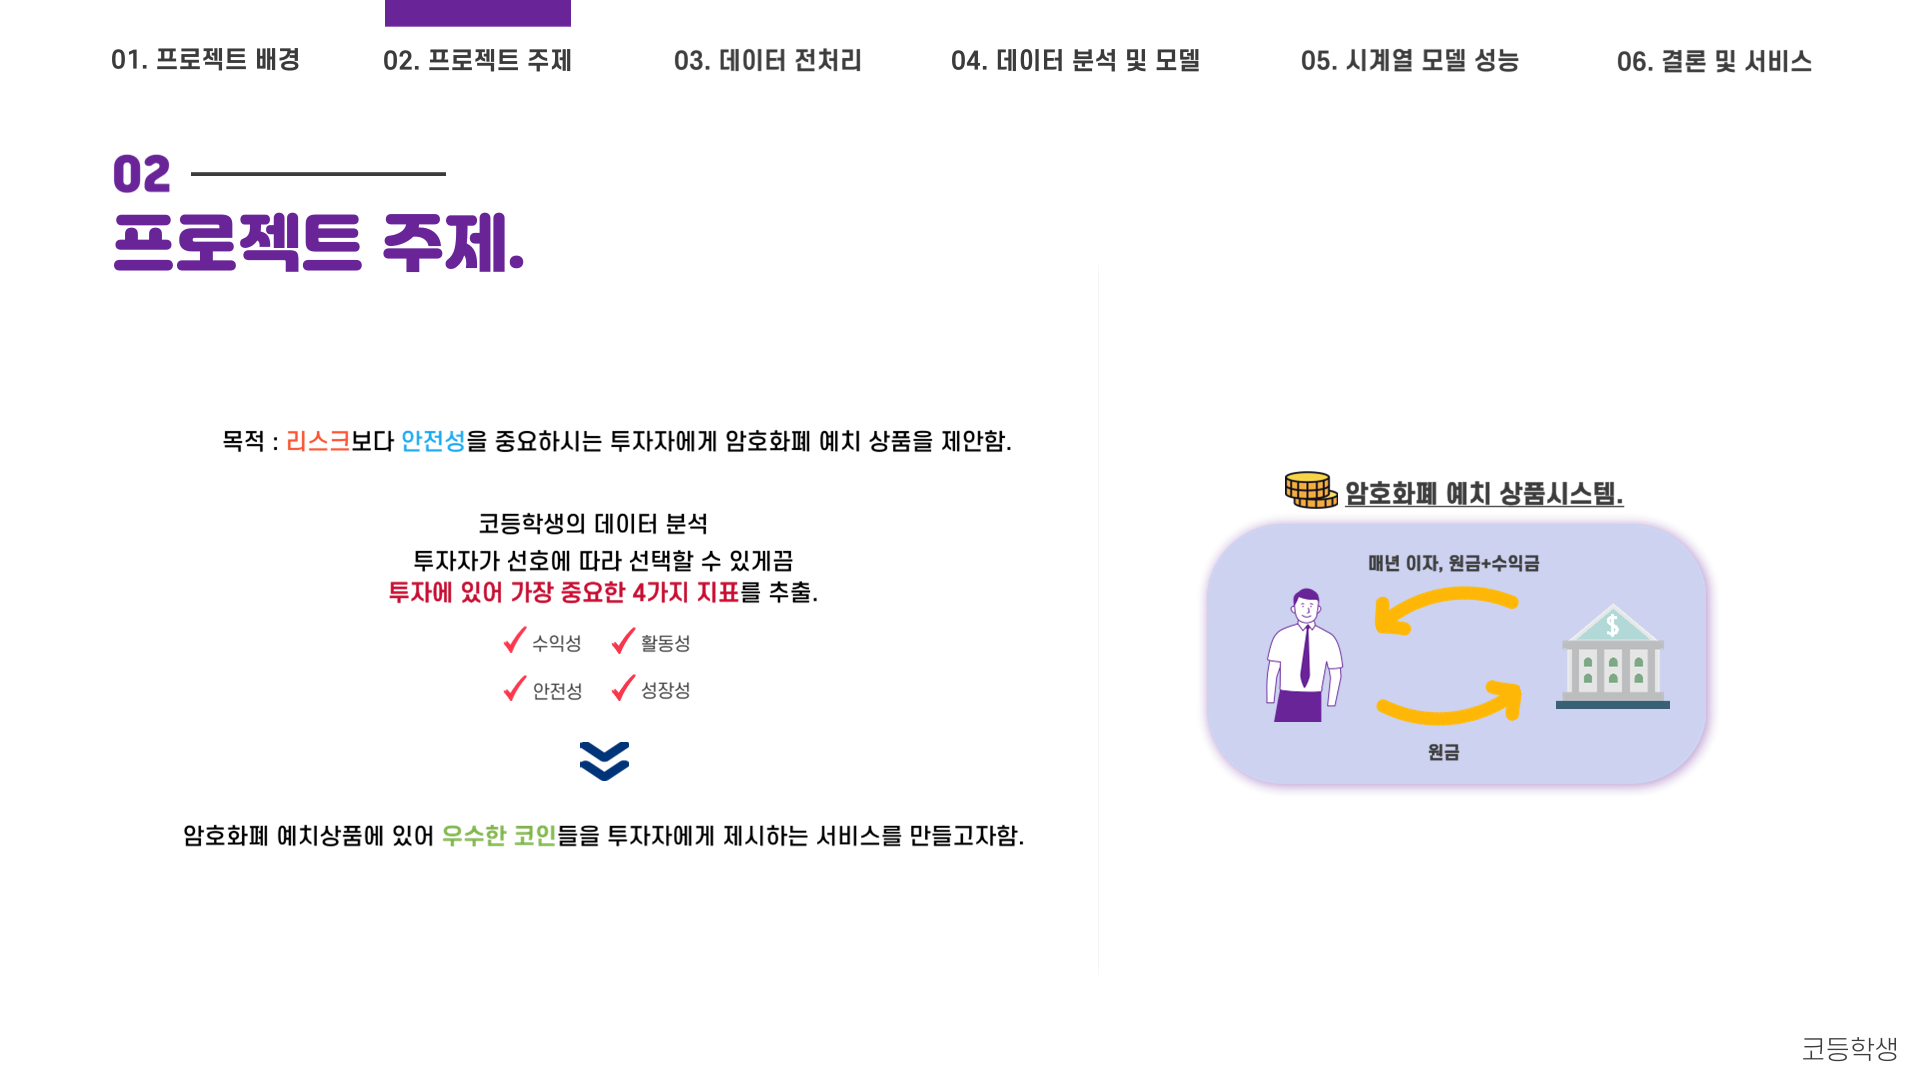 01. 프로젝트 배경
02. 프로젝트 주제
03. 데이터 전처리
04. 데이터 분석 및 모델
05. 시계열 모델 성능
06. 결론 및 서비스
02
프로젝트 주제.
목적 : 리스크보다 안전성을 중요하시는 투자자에게 암호화폐 예치 상품을 제안함.
코등학생의 데이터 분석
투자자가 선호에 따라 선택할 수 있게끔
투자에 있어 가장 중요한 4가지 지표를 추출.
수익성 활동성
안전성 성장성
암호화폐 예치상품에 있어 우수한 코인들을 투자자에게 제시하는 서비스를 만들고자함.
암호화폐 예치 상품시스템.
매년 이자, 원금+수익금
$
원금
코등학생